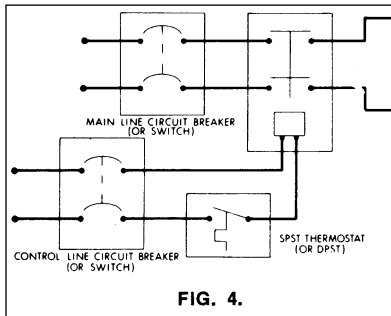 MAIN LINE CIRCUIT BREAKER
(OR SWITCH)
CONTROL LINE CIRCUIT BREAKER
(OR SWITCH)
SPST THERMOSTAT
(OR DPST)
FIG. 4.